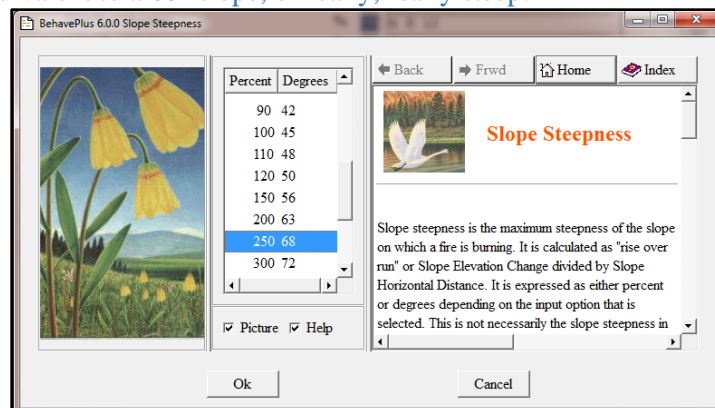 BehavePlus 6.0.0 Slope Steepness
Percent Degrees
90 42
100 45
110 48
120 50
150 56
200 63
250 68
300 72
Picture Help
Back Frwd Home Index
Slope Steepness
Slope steepness is the maximum steepness of the slope
on which a fire is burning. It is calculated as "rise over
run" or Slope Elevation Change divided by Slope
Horizontal Distance. It is expressed as either percent
or degrees depending on the input option that is
selected. This is not necessarily the slope steepness in
Ok Cancel